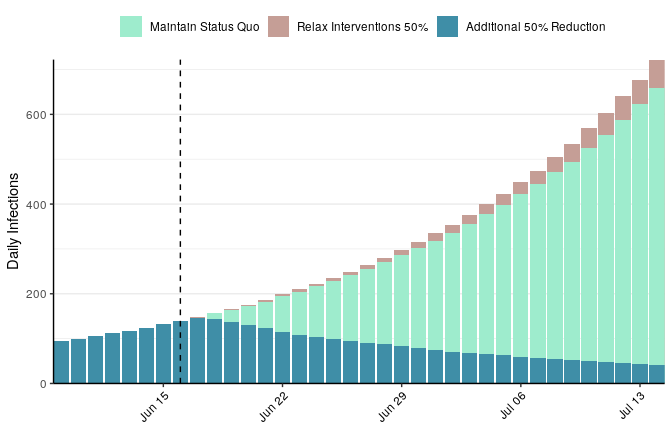 Maintain Status Quo Relax Interventions 50% Additional 50% Reduction
Daily Infections
600
400
200
0
Jun 15 Jun 22 Jun 29 Jul 06 Jul 13